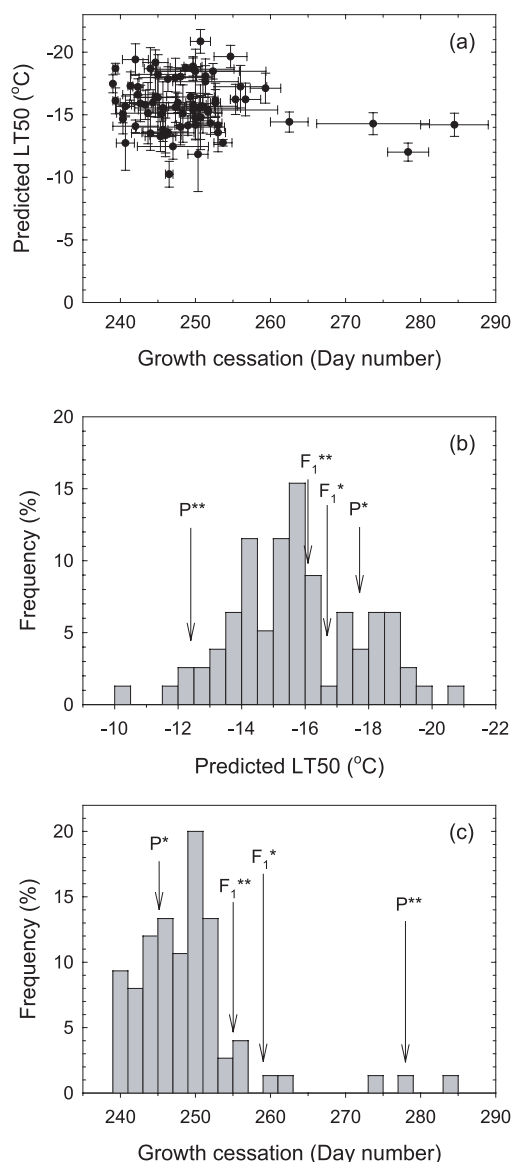 (a)
Predicted LT50 (°C)
-20
-15
-10
-5
0
240 250 260 270 280 290
Growth cessation (Day number)
(b)
Frequency (%)
20
15
10
5
0
P**
F₁**
F₁*
P*
-10 -12 -14 -16 -18 -20 -22
Predicted LT50 (°C)
(c)
Frequency (%)
20
15
10
5
0
P*
F₁**
F₁*
P**
240 250 260 270 280 290
Growth cessation (Day number)